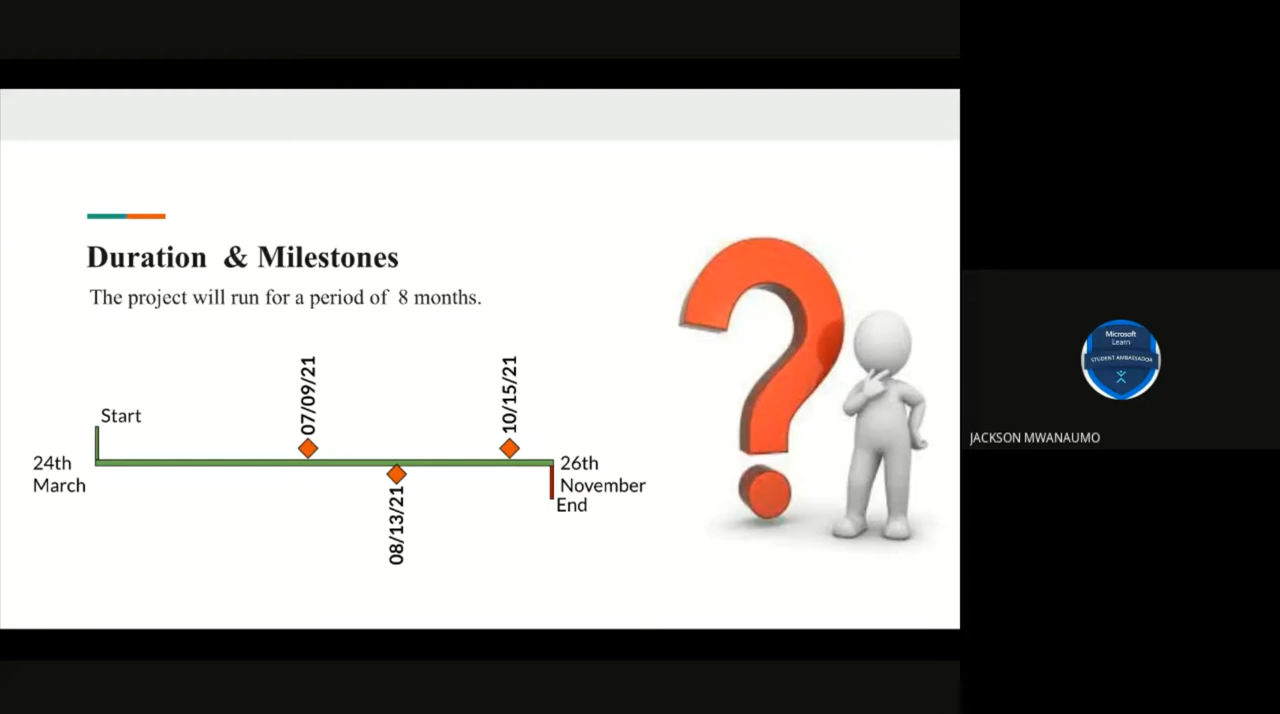 Duration & Milestones
The project will run for a period of 8 months.
07/09/21
10/15/21
Start
24th
March
26th
November
End
08/13/21
Microsoft
Learn
STUDENT AMBASSADOR
JACKSON MWANAUMO